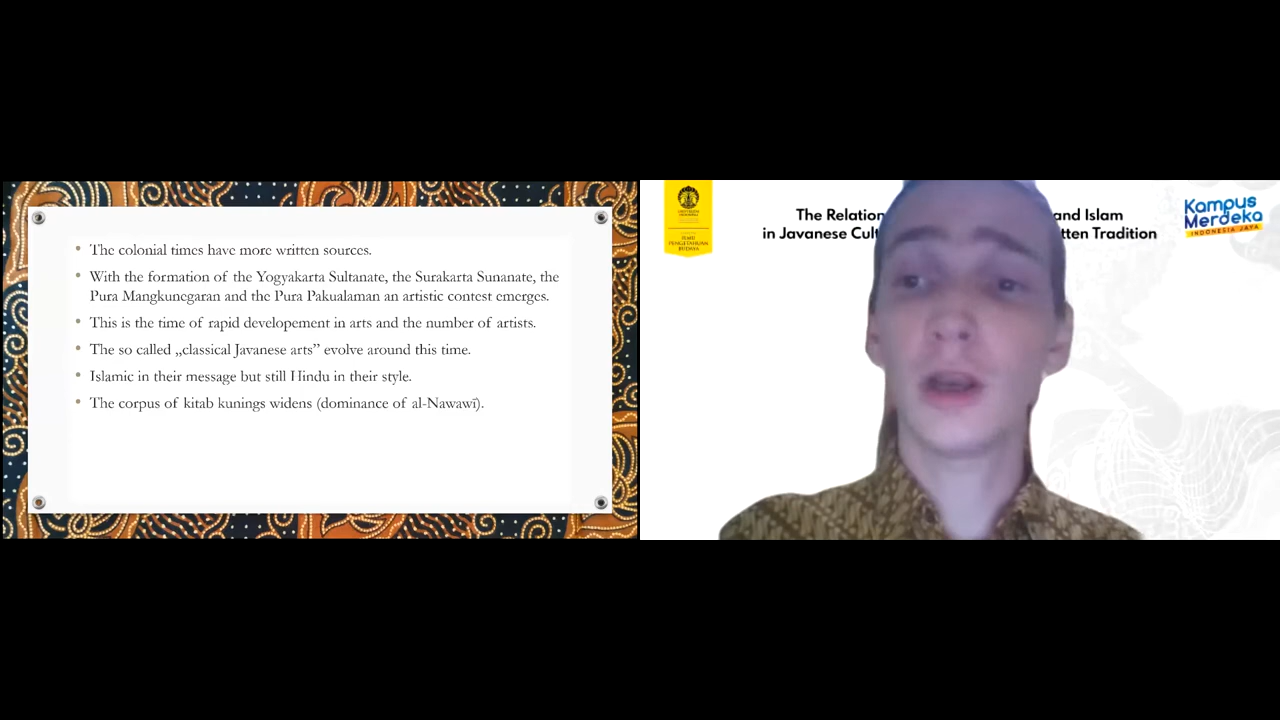 The colonial times have more written sources.
With the formation of the Yogyakarta Sultanate, the Surakarta Sunanate, the
Pura Mangkunegaran and the Pura Pakualaman an artistic contest emerges.
This is the time of rapid developement in arts and the number of artists.
The so called „classical Javanese arts” evolve around this time.
Islamic in their message but still Hindu in their style.
The corpus of kitab kunings widens (dominance of al-Nawawī).
The Relation and Islam
in Javanese Cult tten Tradition
PENGETAHUAN
BUDAYA
Kampus
Merdeka
INDONESIA JAYA